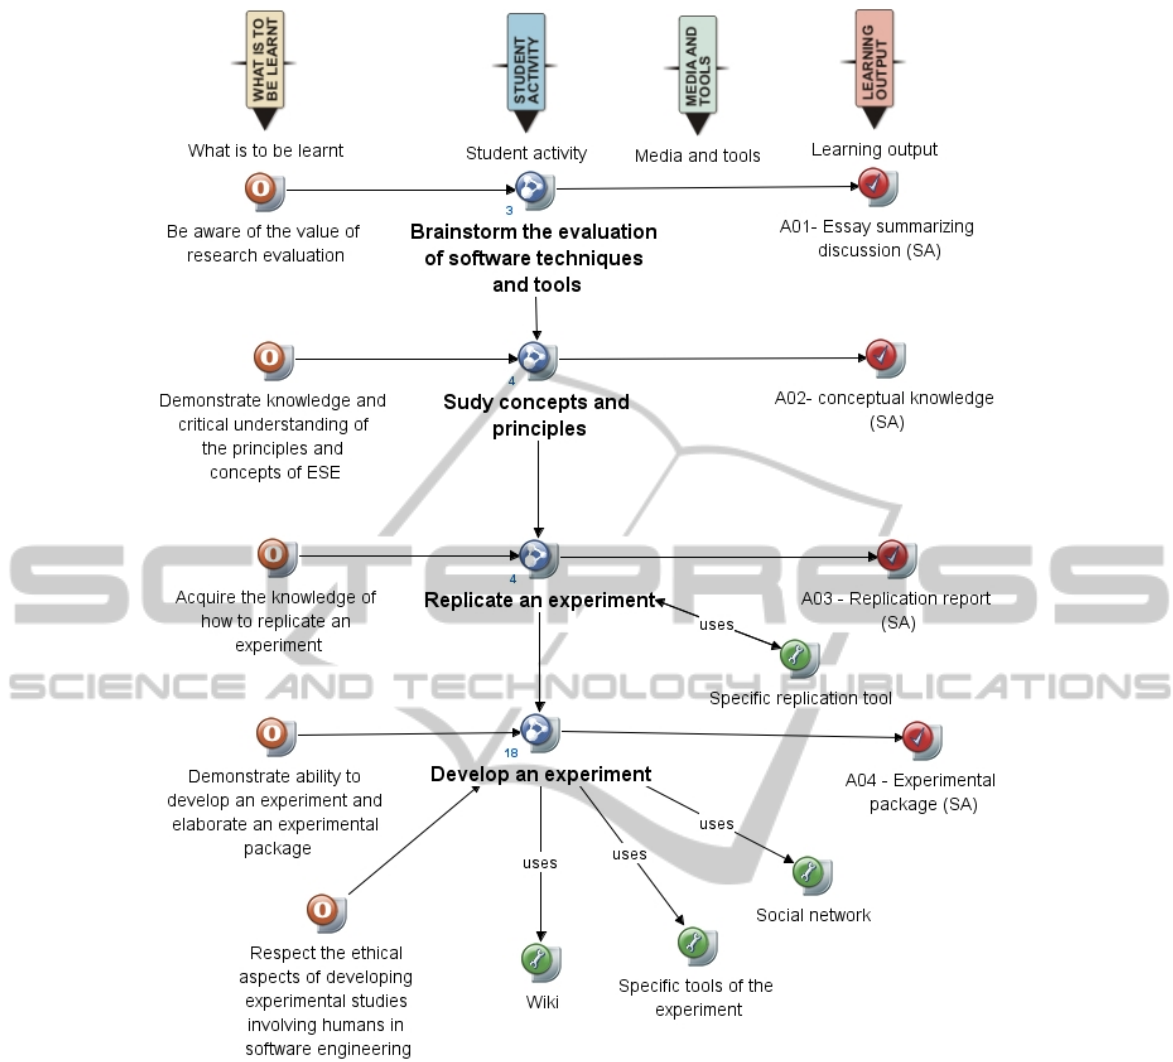 WHAT IS TO
BE LEARNT
STUDENT
ACTIVITY
MEDIA AND
TOOLS
LEARNING
OUTPUT
What is to be learnt
Student activity
Media and tools
Learning output
0
3
Be aware of the value of
research evaluation
Brainstorm the evaluation
of software techniques
and tools
A01- Essay summarizing
discussion (SA)
0
4
Demonstrate knowledge and
critical understanding of
the principles and
concepts of ESE
Sudy concepts and
principles
A02- conceptual knowledge
(SA)
SCITEPRESS
SCIENCE AND TECHNOLOGY PUBLICATIONS
0
4
Acquire the knowledge of
how to replicate an
experiment
Replicate an experiment
uses
A03 - Replication report
(SA)
Specific replication tool
0
18
Demonstrate ability to
develop an experiment and
elaborate an experimental
package
Develop an experiment
A04 - Experimental
package (SA)
uses
uses
uses
Social network
0
Respect the ethical
aspects of developing
experimental studies
involving humans in
software engineering
Wiki
Specific tools of the
experiment